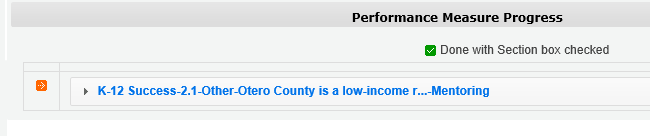 Performance Measure Progress
Done with Section box checked
K-12 Success-2.1-Other-Otero County is a low-income r...-Mentoring